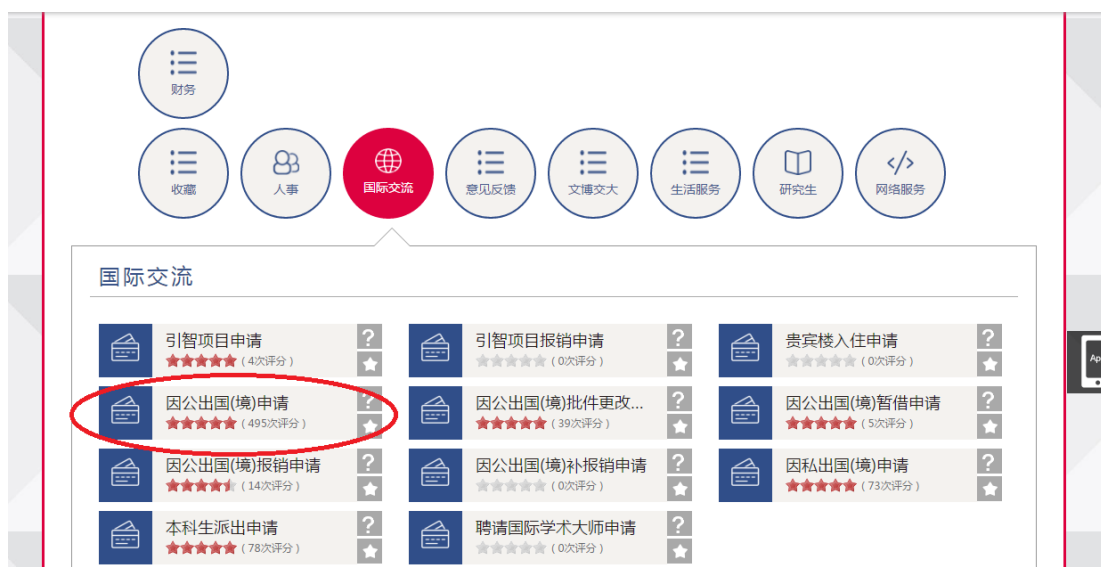 财务
收藏
人事
国际交流
意见反馈
文博交大
生活服务
研究生
网络服务
国际交流
引智项目申请
(4次评分)
引智项目报销申请
(0次评分)
贵宾楼入住申请
(0次评分)
因公出国(境)申请
(495次评分)
因公出国(境)批件更改...
(39次评分)
因公出国(境)暂借申请
(5次评分)
因公出国(境)报销申请
(14次评分)
因公出国(境)补报销申请
(0次评分)
因私出国(境)申请
(73次评分)
本科生派出申请
(78次评分)
聘请国际学术大师申请
(0次评分)